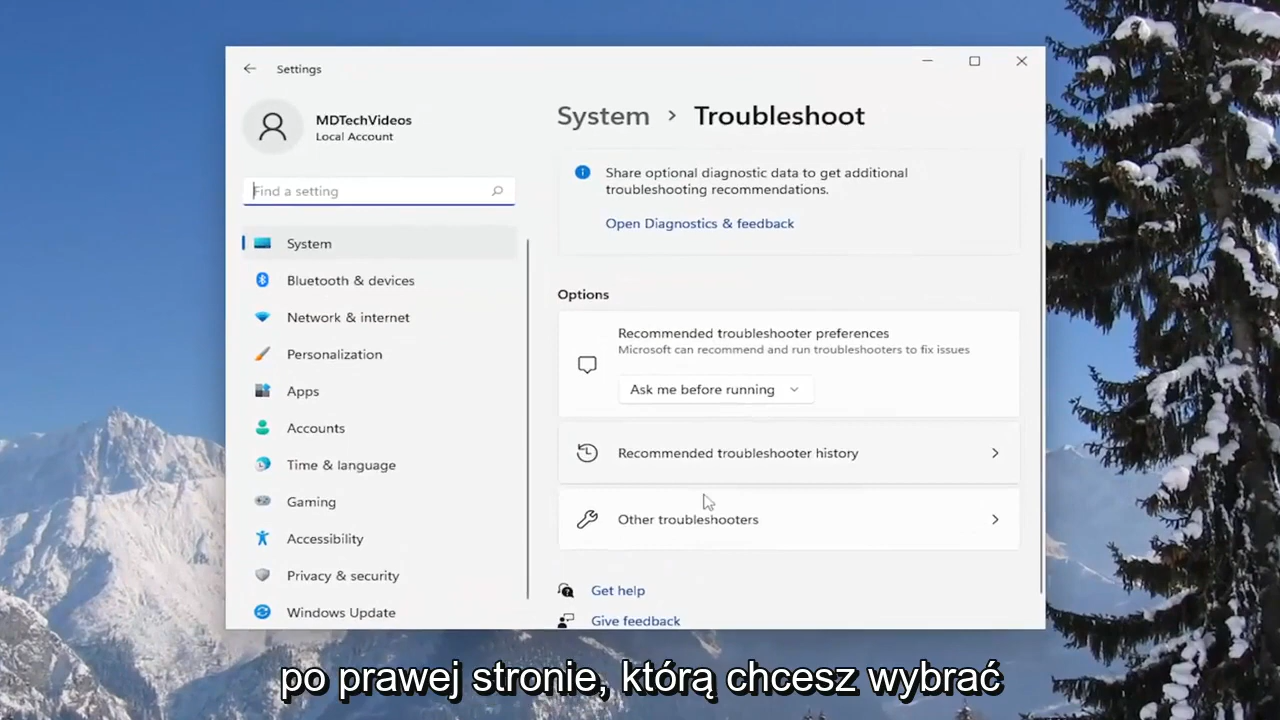 Settings
MDTechVideos
Local Account
Find a setting
System
Bluetooth & devices
Network & internet
Personalization
Apps
Accounts
Time & language
Gaming
Accessibility
Privacy & security
Windows Update
System > Troubleshoot
Share optional diagnostic data to get additional
troubleshooting recommendations.
Open Diagnostics & feedback
Options
Recommended troubleshooter preferences
Microsoft can recommend and run troubleshooters to fix issues
Ask me before running
Recommended troubleshooter history
Other troubleshooters
Get help
Give feedback
po prawej stronie, którą chcesz wybrać